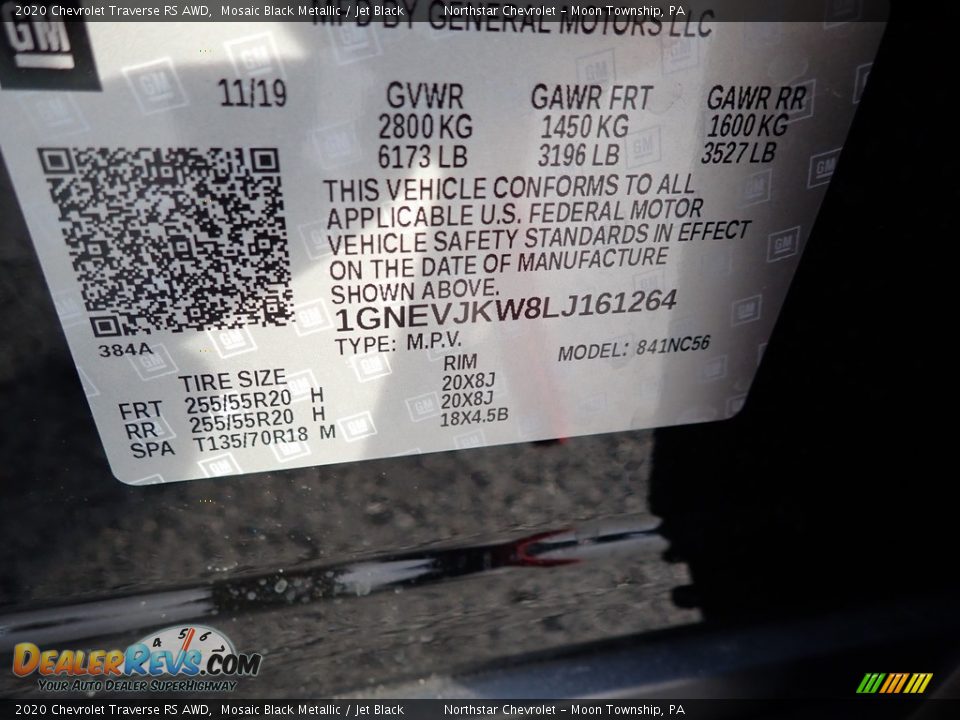 2020 Chevrolet Traverse RS AWD, Mosaic Black Metallic / Jet Black Northstar Chevrolet - Moon Township, PA
GM
MFD BY GENERAL MOTORS LLC
11/19 GVWR GAWR FRT GAWR RR
2800 KG 1450 KG 1600 KG
6173 LB 3196 LB 3527 LB
THIS VEHICLE CONFORMS TO ALL
APPLICABLE U.S. FEDERAL MOTOR
VEHICLE SAFETY STANDARDS IN EFFECT
ON THE DATE OF MANUFACTURE
SHOWN ABOVE.
1GNEVJKW8LJ161264
384A TYPE: M.P.V. MODEL: 841NC56
TIRE SIZE RIM
FRT 255/55R20 H 20X8J
RR 255/55R20 H 20X8J
SPA T135/70R18 M 18X4.5B
4 5 6
DEALERREVS.COM
YOUR AUTO DEALER SUPERHIGHWAY
2020 Chevrolet Traverse RS AWD, Mosaic Black Metallic / Jet Black Northstar Chevrolet - Moon Township, PA